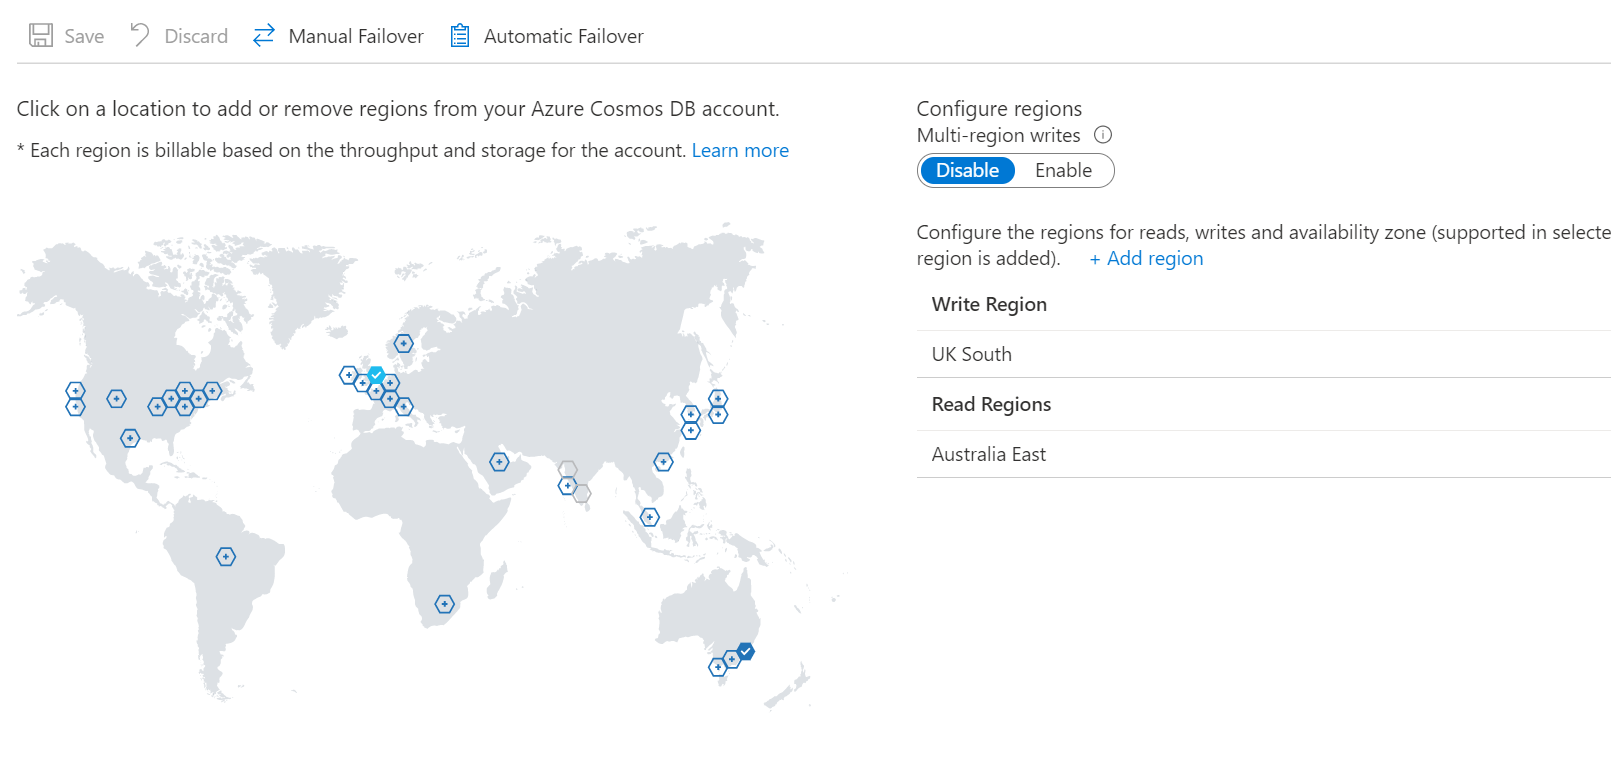 Save Discard Manual Failover Automatic Failover
Click on a location to add or remove regions from your Azure Cosmos DB account.
* Each region is billable based on the throughput and storage for the account. Learn more
Configure regions
Multi-region writes
Disable Enable
Configure the regions for reads, writes and availability zone (supported in selecte
region is added). + Add region
Write Region
UK South
Read Regions
Australia East